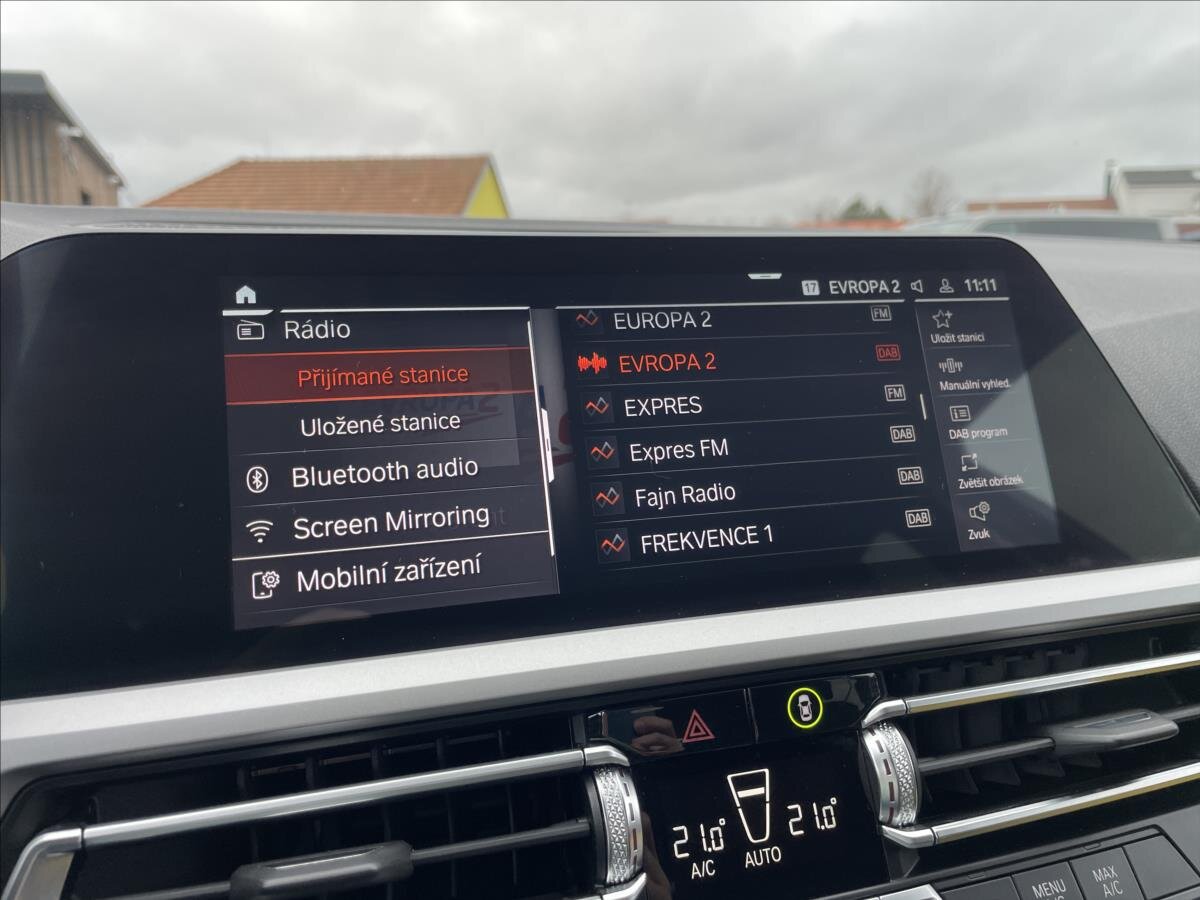 17 EVROPA 2 11:11
Rádio
Přijímané stanice
Uložené stanice
Bluetooth audio
Screen Mirroring
Mobilní zařízení
EUROPA 2 FM
EVROPA 2 DAB
EXPRES FM
Expres FM DAB
Fajn Radio DAB
FREKVENCE 1 DAB
Uložit stanici
Manuální vyhled.
DAB program
Zvětšit obrázek
Zvuk
21.0° 21.0°
A/C AUTO
MENU
MAX
A/C